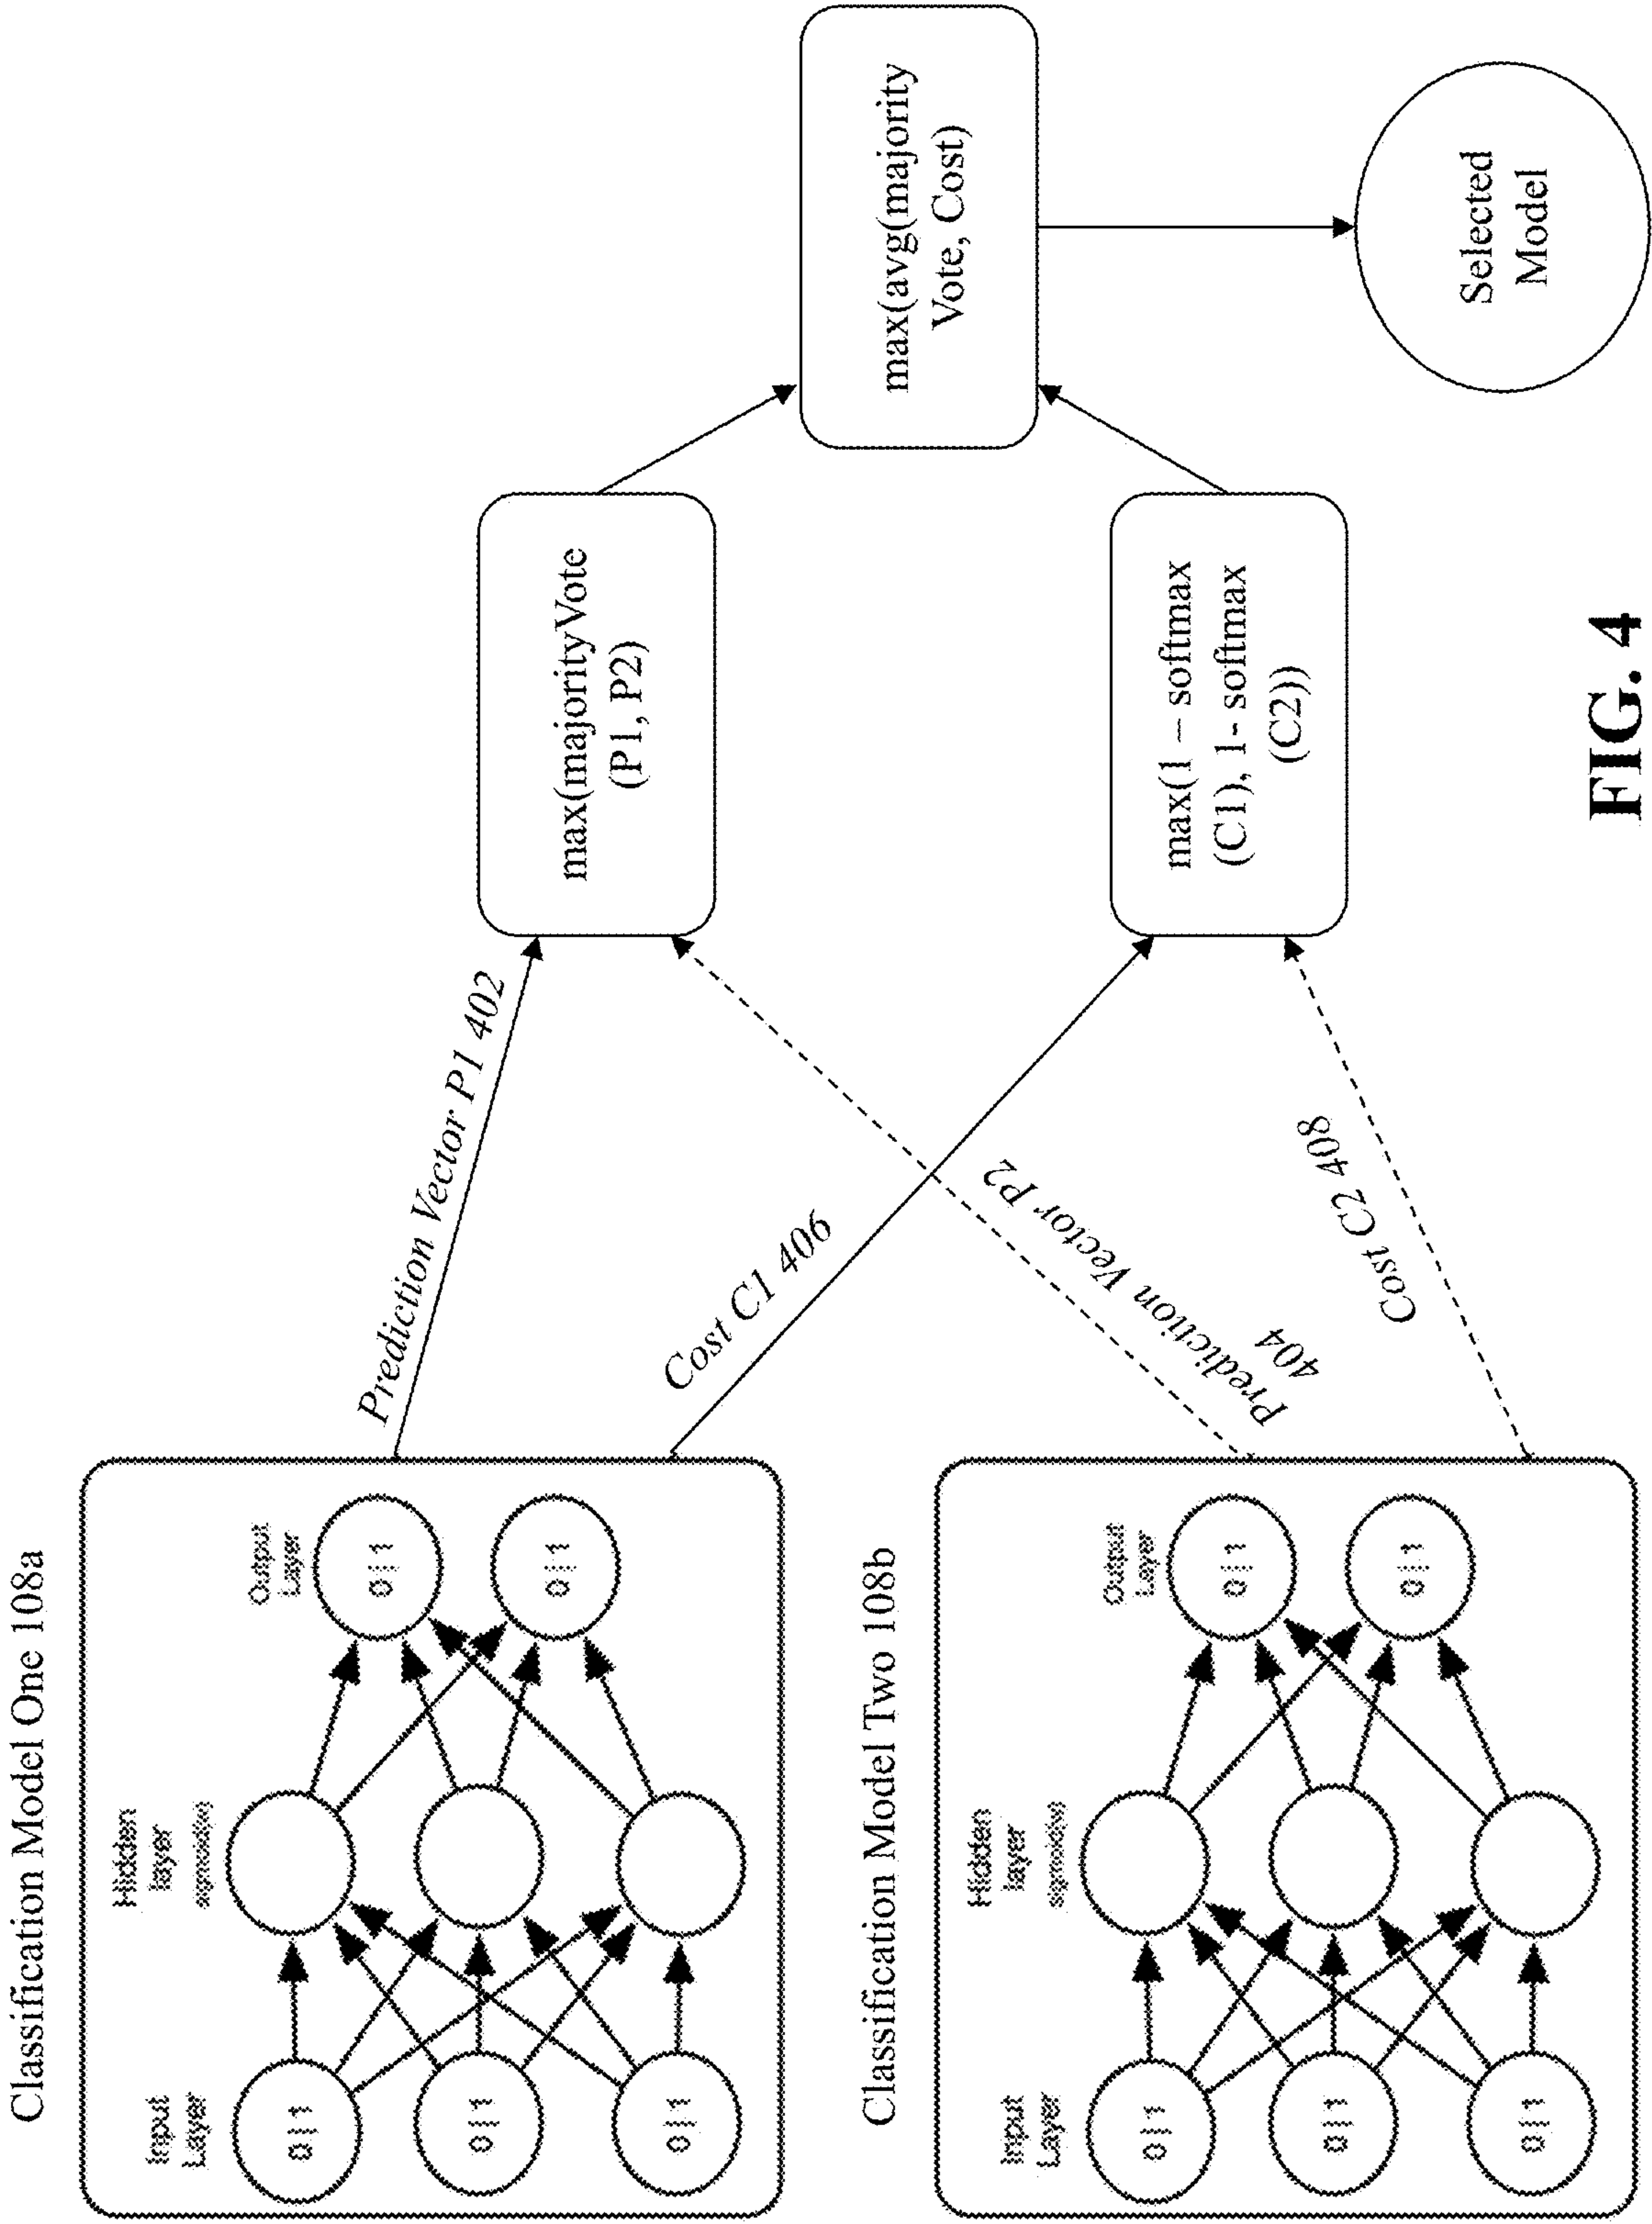 Classification Model One 108a
Input
Layer
Hidden
layer
sigmoid(x)
Output
Layer
0 | 1
0 | 1
0 | 1
0 | 1
0 | 1
Classification Model Two 108b
Input
Layer
Hidden
layer
sigmoid(x)
Output
Layer
0 | 1
0 | 1
0 | 1
0 | 1
0 | 1
Prediction Vector P1 402
Cost C1 406
Prediction Vector P2
404
Cost C2 408
max(majorityVote
(P1, P2)
max(1 – softmax
(C1), 1- softmax
(C2)))
max(avg(majority
Vote, Cost)
Selected
Model
FIG. 4